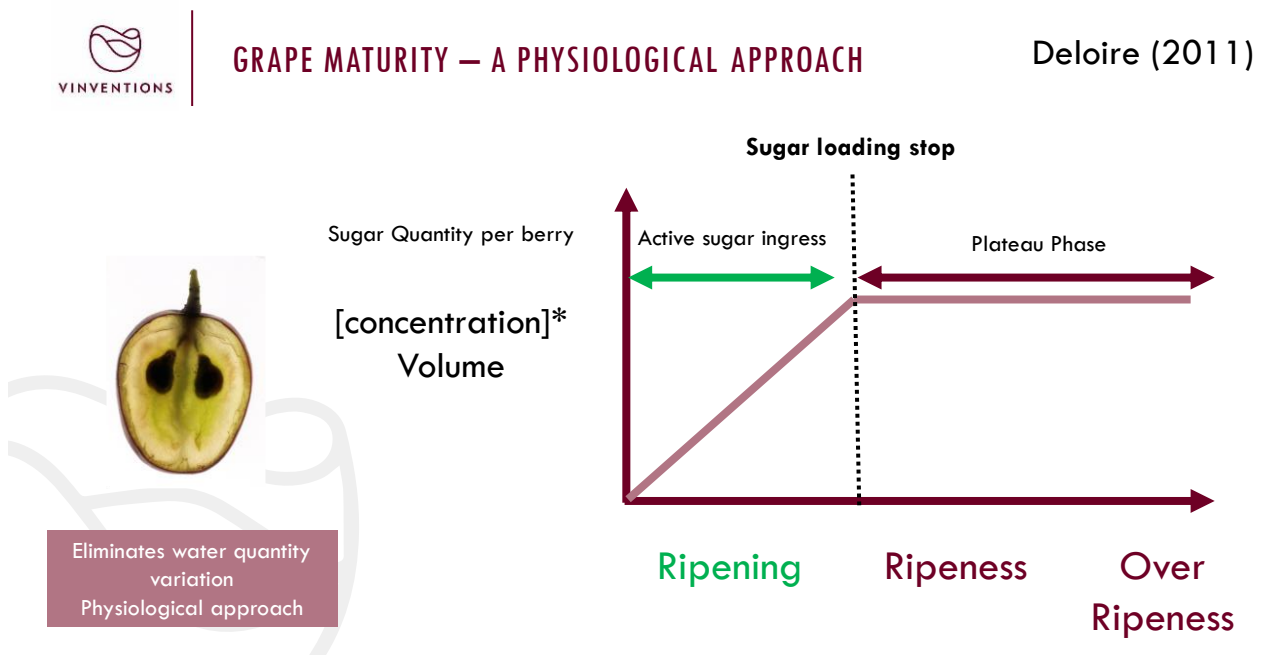 VINVENTIONS
GRAPE MATURITY – A PHYSIOLOGICAL APPROACH
Deloire (2011)
Sugar loading stop
Sugar Quantity per berry
Active sugar ingress
Plateau Phase
[concentration]*
Volume
Eliminates water quantity
variation
Physiological approach
Ripening
Ripeness
Over
Ripeness